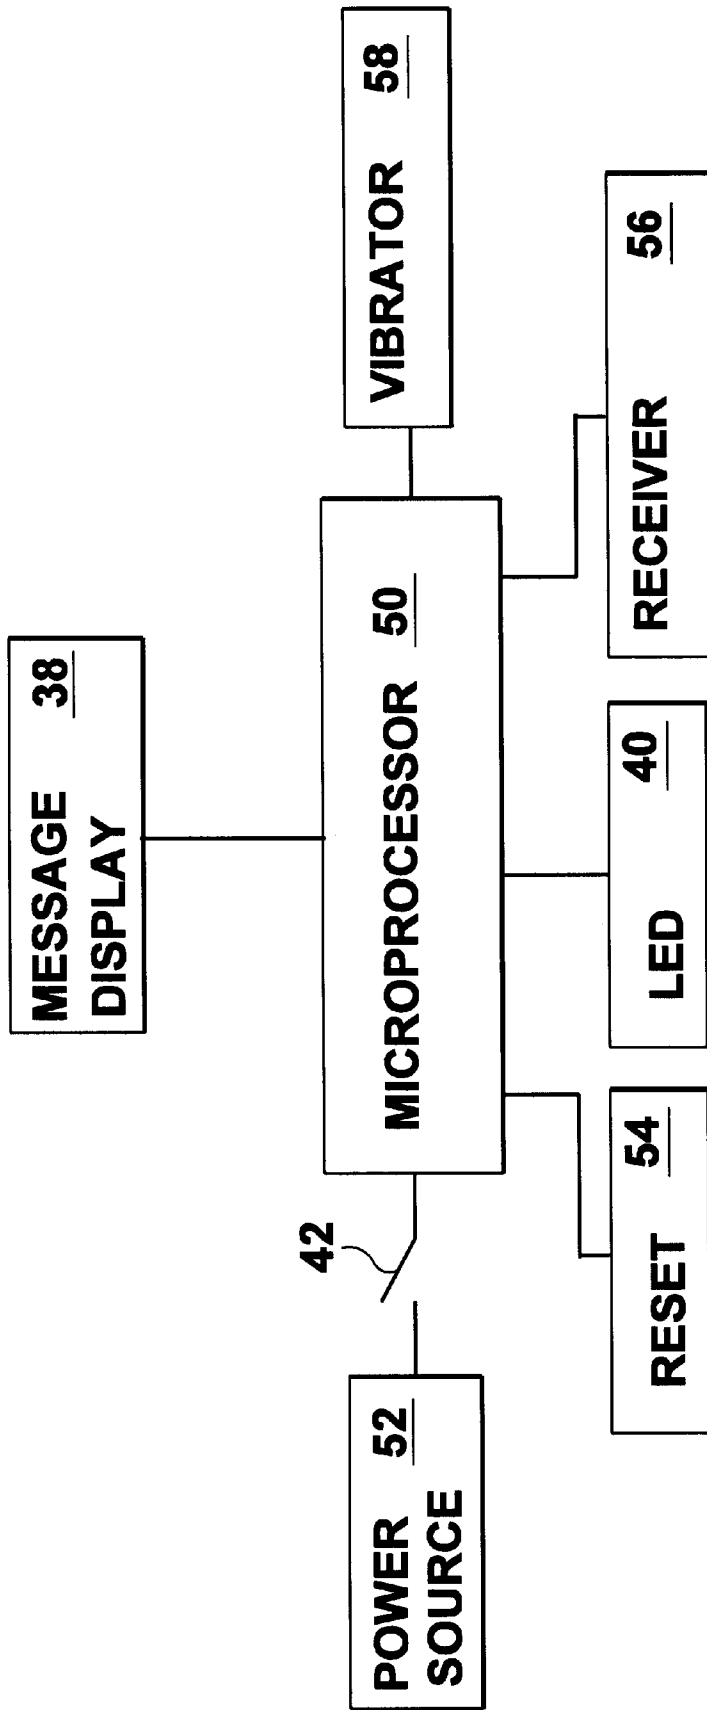 MESSAGE 38
DISPLAY
POWER 52
SOURCE
42
MICROPROCESSOR 50
VIBRATOR 58
RESET 54
LED 40
RECEIVER 56